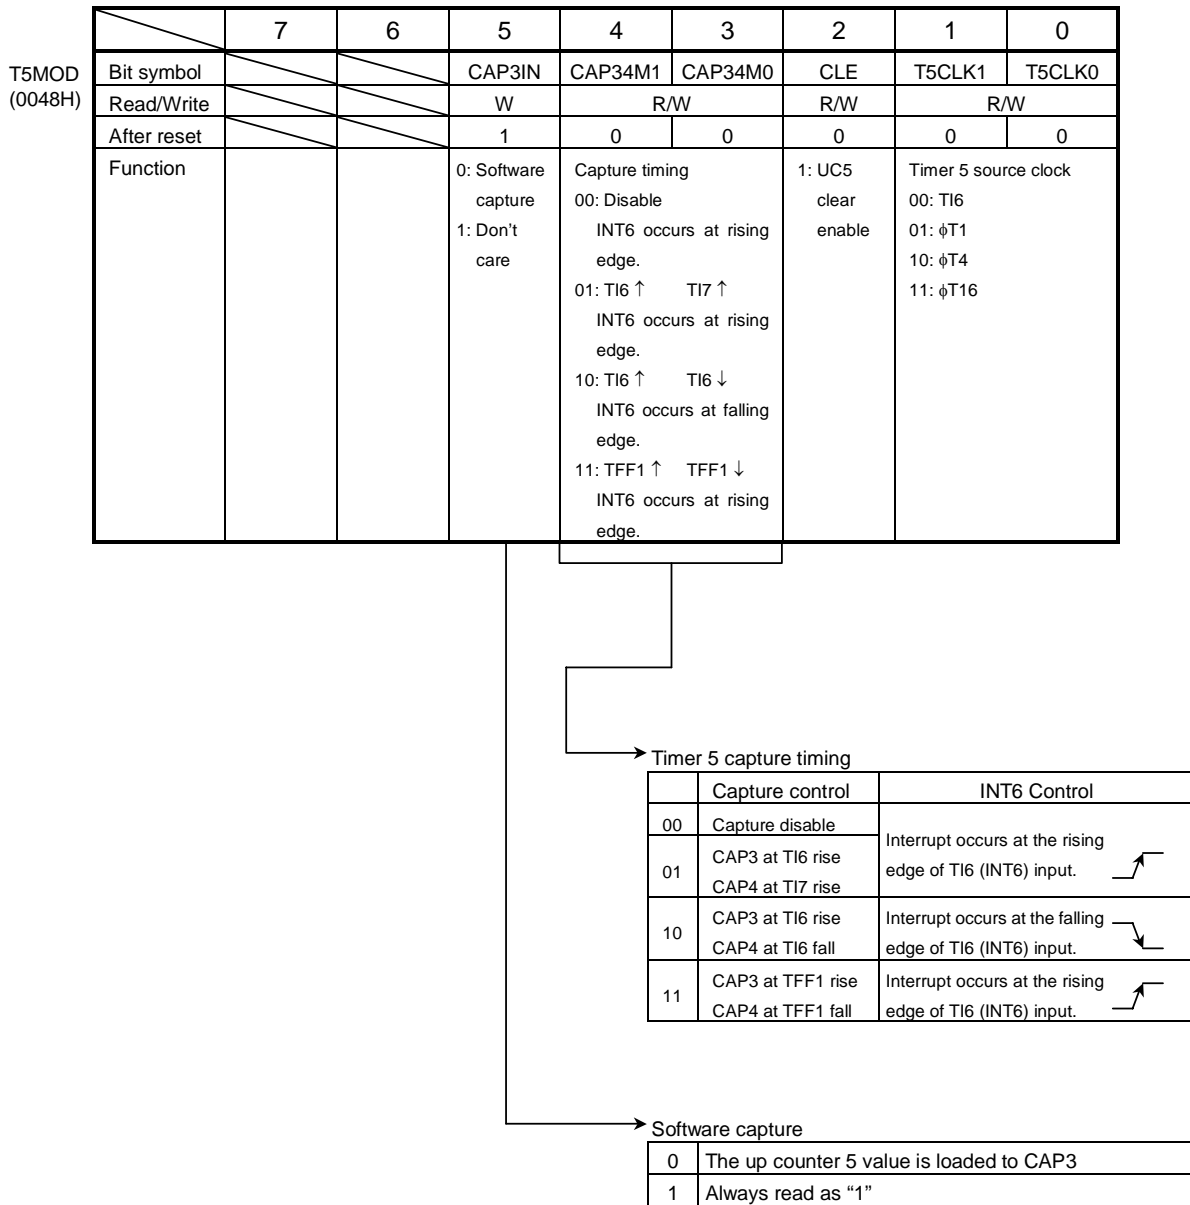 7 6 5 4 3 2 1 0
T5MOD
(0048H)
Bit symbol CAP3IN CAP34M1 CAP34M0 CLE T5CLK1 T5CLK0
Read/Write W R/W R/W R/W
After reset 1 0 0 0 0 0
Function
0: Software
capture
1: Don't
care
Capture timing
00: Disable
INT6 occurs at rising
edge.
01: TI6 ↑ TI7 ↑
INT6 occurs at rising
edge.
10: TI6 ↑ TI6 ↓
INT6 occurs at falling
edge.
11: TFF1 ↑ TFF1 ↓
INT6 occurs at rising
edge.
1: UC5
clear
enable
Timer 5 source clock
00: TI6
01: ϕT1
10: ϕT4
11: ϕT16
Timer 5 capture timing
Capture control INT6 Control
00 Capture disable
01
CAP3 at TI6 rise
CAP4 at TI7 rise
Interrupt occurs at the rising
edge of TI6 (INT6) input.
10
CAP3 at TI6 rise
CAP4 at TI6 fall
Interrupt occurs at the falling
edge of TI6 (INT6) input.
11
CAP3 at TFF1 rise
CAP4 at TFF1 fall
Interrupt occurs at the rising
edge of TI6 (INT6) input.
Software capture
0 The up counter 5 value is loaded to CAP3
1 Always read as “1”